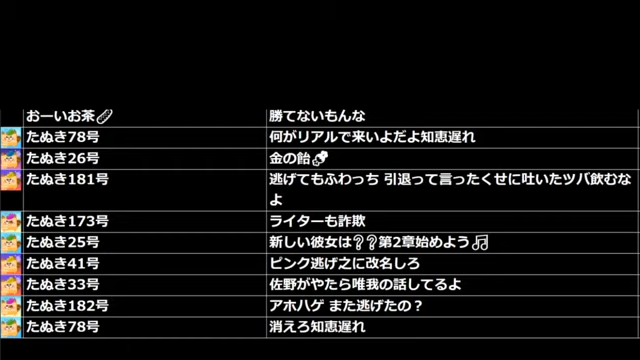 おーいお茶 勝てないもんな
たぬき78号 何がリアルで来いよだよ知恵遅れ
たぬき26号 金の飴
たぬき181号 逃げてもふわっち 引退って言ったくせに吐いたツバ飲むな
よ
たぬき173号 ライターも詐欺
たぬき25号 新しい彼女は❔❔第2章始めよう🎵
たぬき41号 ピンク逃げ之に改名しろ
たぬき33号 佐野がやたら唯我の話してるよ
たぬき182号 アホハゲ また逃げたの？
たぬき78号 消えろ知恵遅れ